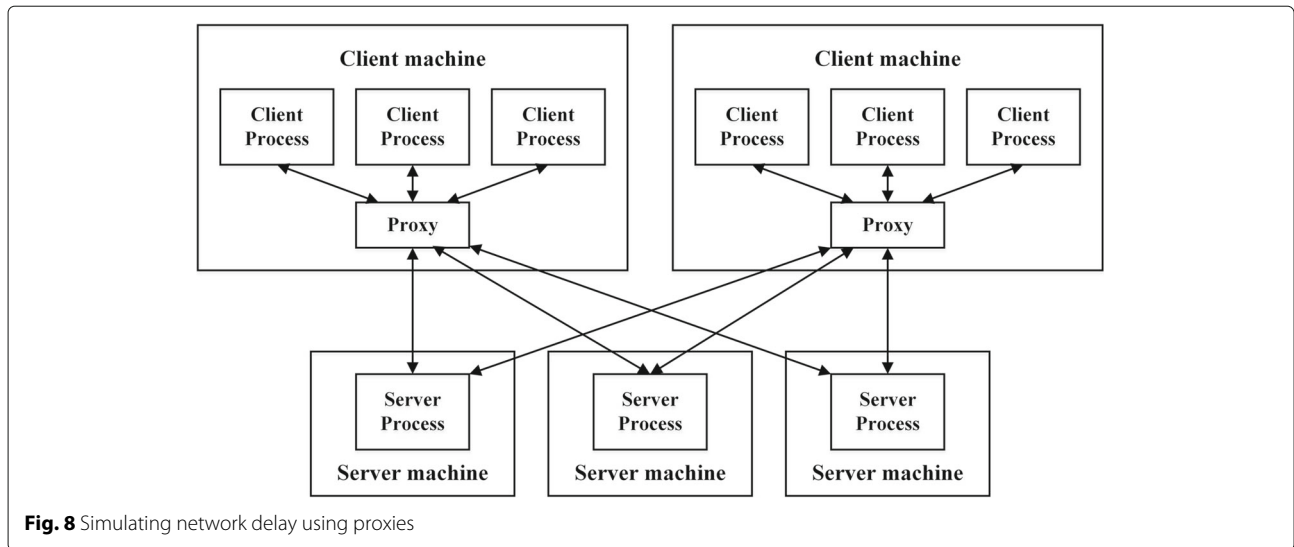 Client machine
Client machine
Client
Process
Client
Process
Client
Process
Client
Process
Client
Process
Client
Process
Proxy
Proxy
Server
Process
Server
Process
Server
Process
Server machine
Server machine
Server machine
Fig. 8 Simulating network delay using proxies